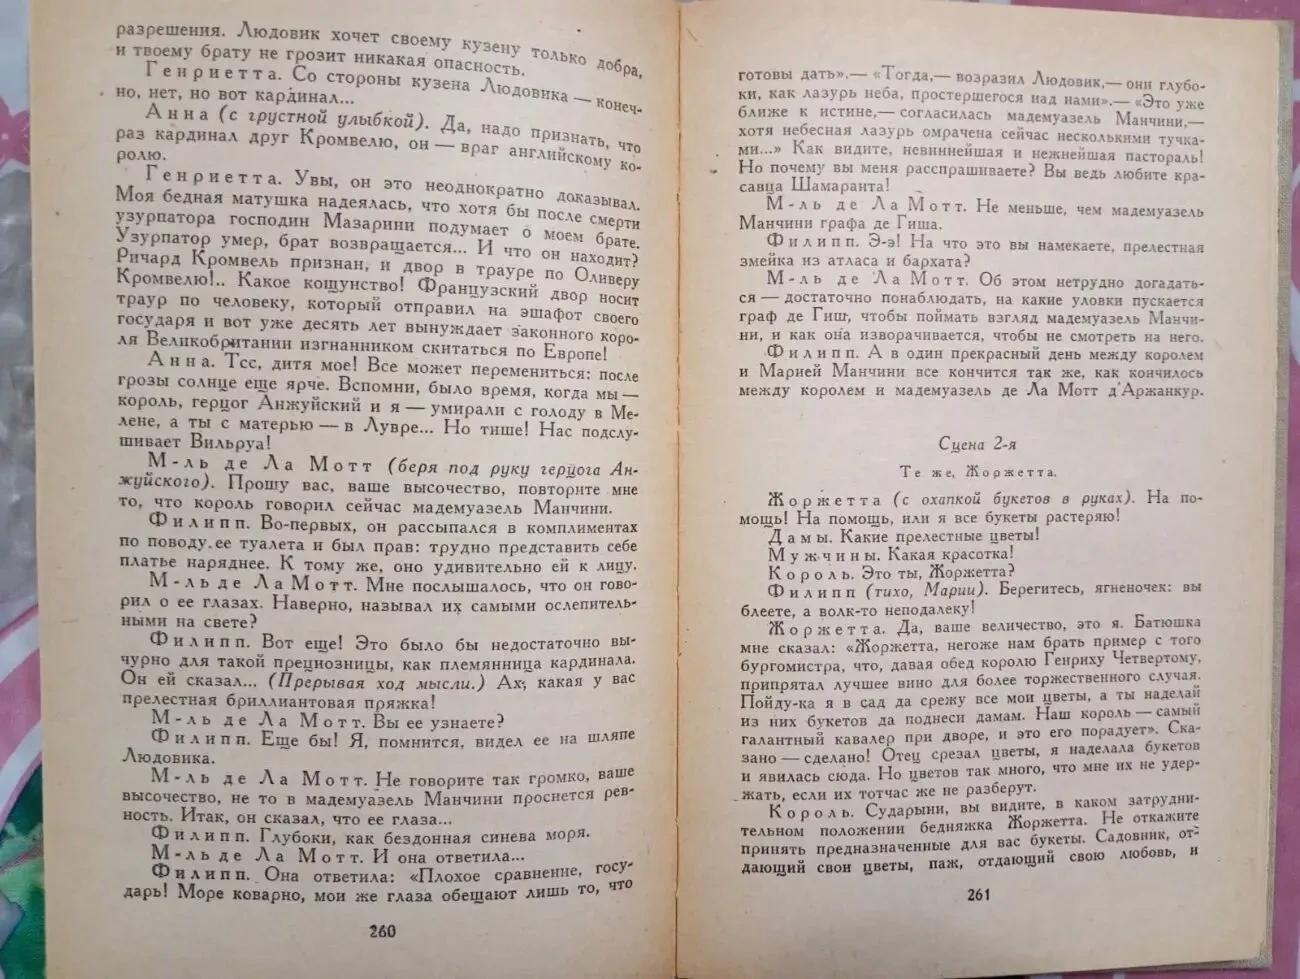 разрешения. Людовик хочет своему кузену только добра,
и твоему брату не грозит никакая опасность.
Генриетта. Со стороны кузена Людовика — конеч-
но, нет, но вот кардинал...
Анна (с грустной улыбкой). Да, надо признать, что
раз кардинал друг Кромвелю, он — враг английскому ко-
ролю.
Генриетта. Увы, он это неоднократно доказывал.
Моя бедная матушка надеялась, что хотя бы после смерти
узурпатора господин Мазарини подумает о моем брате.
Узурпатор умер, брат возвращается... И что он находит?
Ричард Кромвель признан, и двор в трауре по Оливеру
Кромвелю!.. Какое кощунство! Французский двор носит
траур по человеку, который отправил на эшафот своего
государя и вот уже десять лет вынуждает законного коро-
ля Великобритании изгнанником скитаться по Европе!
Анна. Тсс, дитя мое! Все может перемениться: после
грозы солнце еще ярче. Вспомни, было время, когда мы —
король, герцог Анжуйский и я — умирали с голоду в Ме-
лене, а ты с матерью — в Лувре... Но тише! Нас подслу-
шивает Вильруа!
М-ль де Ла Мотт (беря под руку герцога Ан-
жуйского). Прошу вас, ваше высочество, повторите мне
то, что король говорил сейчас мадемуазель Манчини.
Филипп. Во-первых, он рассыпался в комплиментах
по поводу ее туалета и был прав: трудно представить себе
платье наряднее. К тому же, оно удивительно ей к лицу.
М-ль де Ла Мотт. Мне послышалось, что он гово-
рил о ее глазах. Наверно, называл их самыми ослепитель-
ными на свете?
Филипп. Вот еще! Это было бы недостаточно вы-
чурно для такой прециозницы, как племянница кардинала.
Он ей сказал... (Прерывая ход мысли.) Ах, какая у вас
прелестная бриллиантовая пряжка!
М-ль де Ла Мотт. Вы ее узнаете?
Филипп. Еще бы! Я, помнится, видел ее на шляпе
Людовика.
М-ль де Ла Мотт. Не говорите так громко, ваше
высочество, не то в мадемуазель Манчини проснется рев-
ность. Итак, он сказал, что ее глаза...
Филипп. Глубоки, как бездонная синева моря.
М-ль де Ла Мотт. И она ответила...
Филипп. Она ответила: «Плохое сравнение, госу-
дарь! Море коварно, мои же глаза обещают лишь то, что
260
готовы дать».— «Тогда,— возразил Людовик,— они глубо-
ки, как лазурь неба, простершегося над нами».— «Это уже
ближе к истине,— согласилась мадемуазель Манчини,—
хотя небесная лазурь омрачена сейчас несколькими тучка-
ми...» Как видите, невиннейшая и нежнейшая пастораль!
Но почему вы меня расспрашиваете? Вы ведь любите кра-
савца Шамаранта!
М-ль де Ла Мотт. Не меньше, чем мадемуазель
Манчини графа де Гиша.
Филипп. Э-э! На что это вы намекаете, прелестная
змейка из атласа и бархата?
М-ль де Ла Мотт. Об этом нетрудно догадать-
ся — достаточно понаблюдать, на какие уловки пускается
граф де Гиш, чтобы поймать взгляд мадемуазель Манчи-
ни, и как она изворачивается, чтобы не смотреть на него.
Филипп. А в один прекрасный день между королем
и Марией Манчини все кончится так же, как кончилось
между королем и мадемуазель де Ла Мотт д'Аржанкур.
Сцена 2-я
Те же, Жоржетта.
Жоржетта (с охапкой букетов в руках). На по-
мощь! На помощь, или я все букеты растеряю!
Дамы. Какие прелестные цветы!
Мужчины. Какая красотка!
Король. Это ты, Жоржетта?
Филипп (тихо, Марии). Берегитесь, ягненочек: вы
блеете, а волк-то неподалеку!
Жоржетта. Да, ваше величество, это я. Батюшка
мне сказал: «Жоржетта, негоже нам брать пример с того
бургомистра, что, давая обед королю Генриху Четвертому,
припрятал лучшее вино для более торжественного случая.
Пойду-ка я в сад да срежу все мои цветы, а ты наделай
из них букетов да поднеси дамам. Наш король — самый
галантный кавалер при дворе, и это его порадует». Ска-
зано — сделано! Отец срезал цветы, я наделала букетов
и явилась сюда. Но цветов так много, что мне их не удер-
жать, если их тотчас же не разберут.
Король. Сударыни, вы видите, в каком затрудни-
тельном положении бедняжка Жоржетта. Не откажите
принять предназначенные для вас букеты. Садовник, от-
дающий свои цветы, паж, отдающий свою любовь, и
261